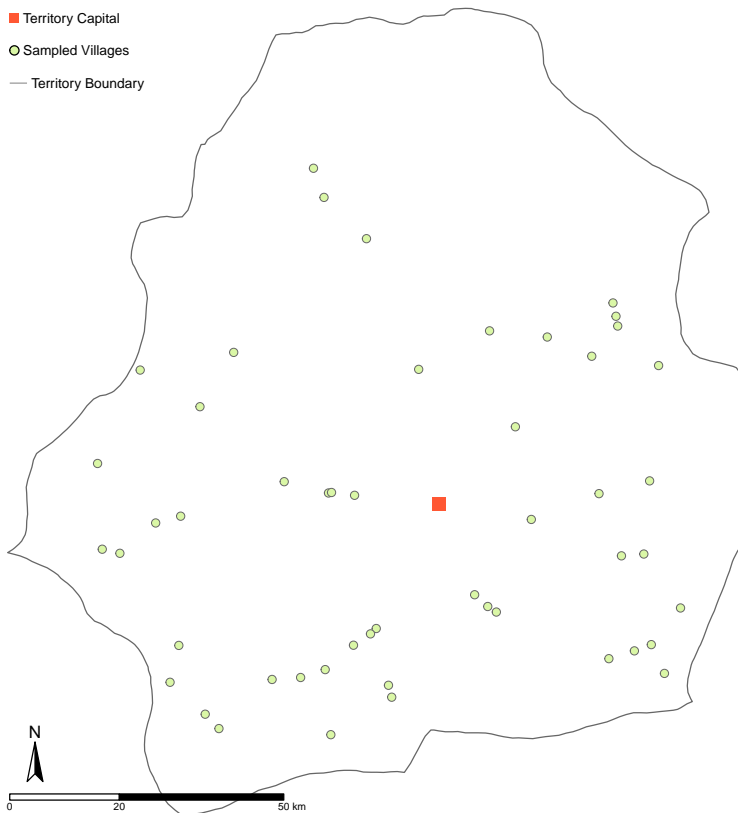 Territory Capital
Sampled Villages
Territory Boundary
N
0 20 50 km